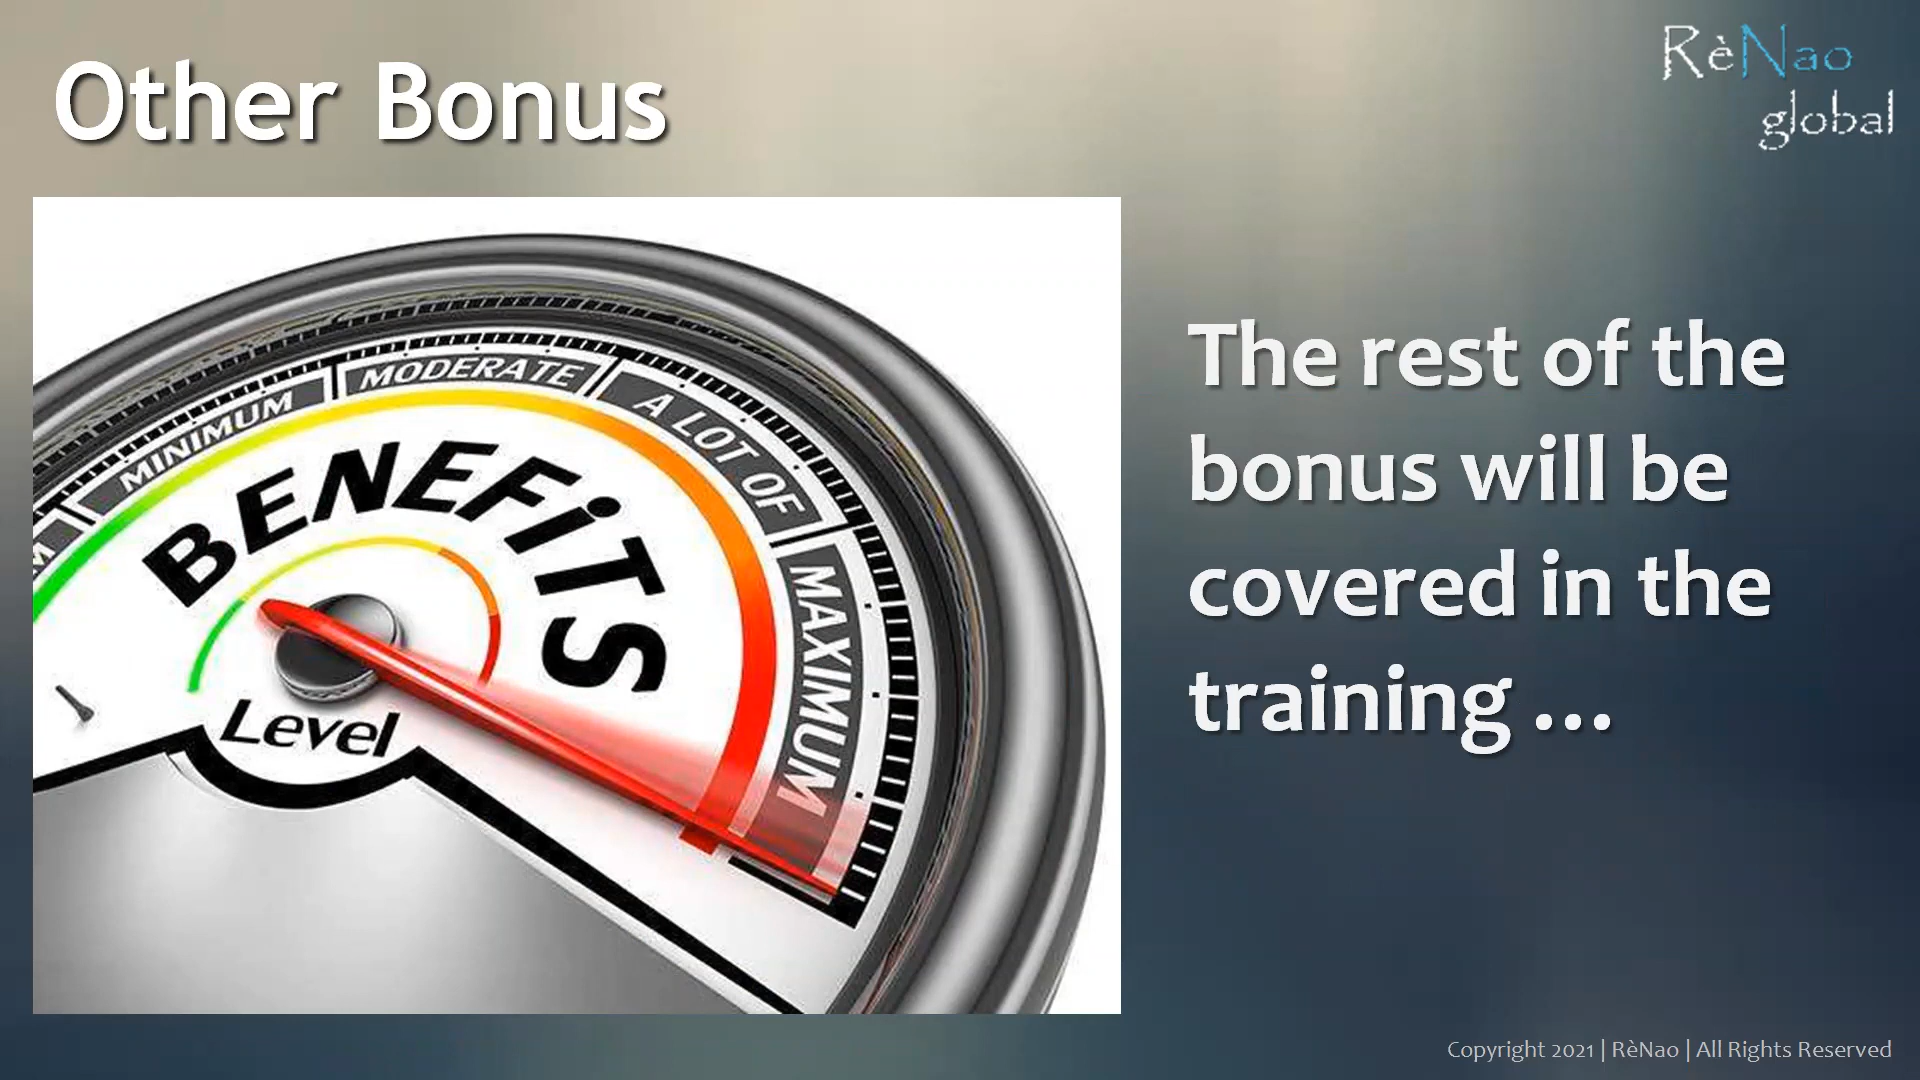 Other Bonus
RèNao
global
MINIMUM
MODERATE
A LOT OF
MAXIMUM
BENEFiTS
Level
The rest of the
bonus will be
covered in the
training ...
Copyright 2021 | RèNao | All Rights Reserved